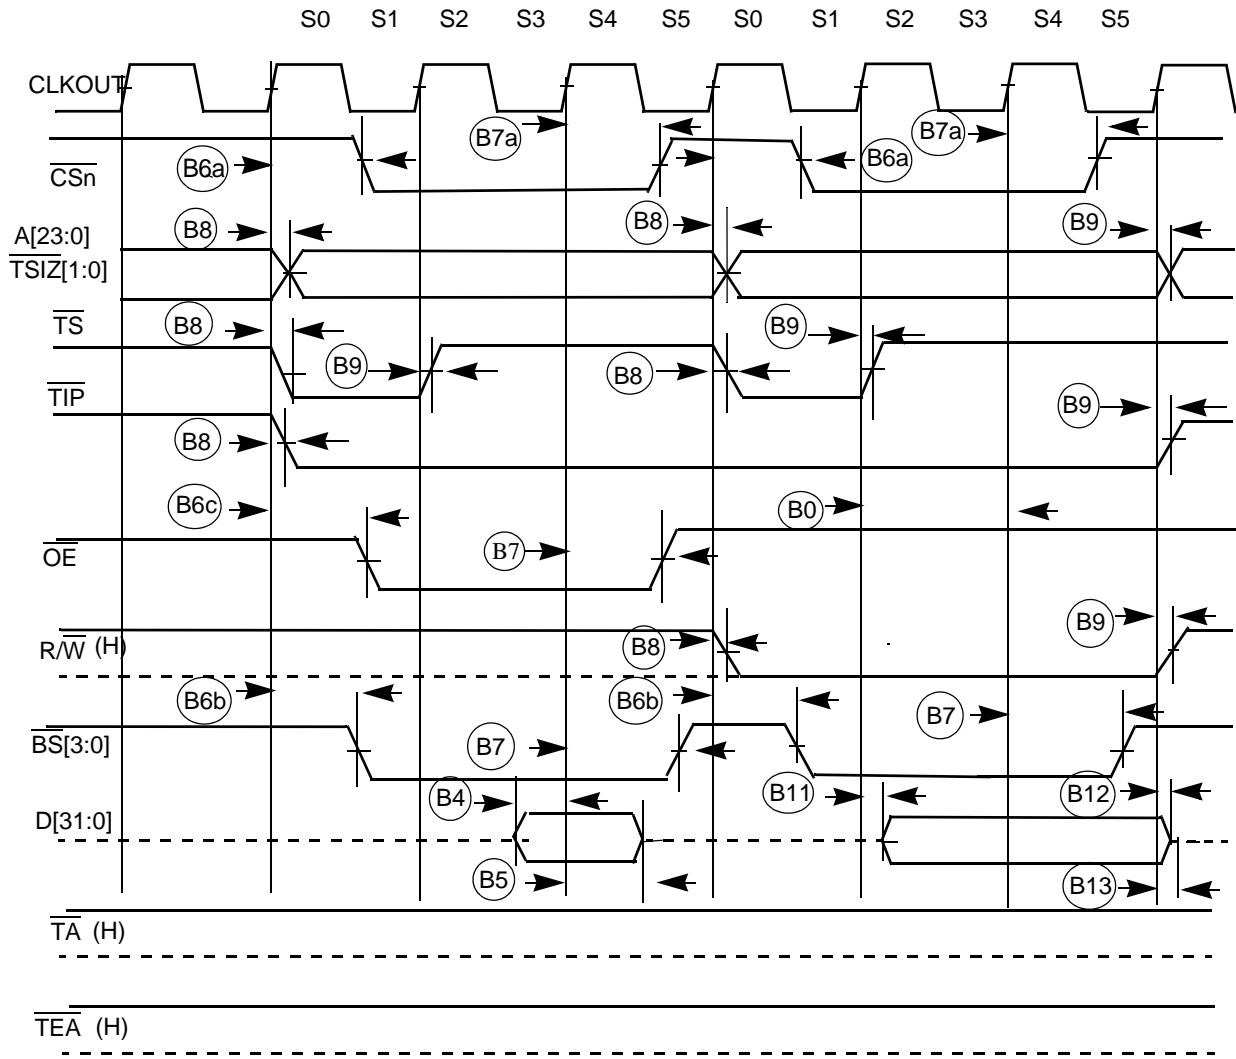 S0 S1 S2 S3 S4 S5 S0 S1 S2 S3 S4 S5
CLKOUT
B7a B7a
B6a B6a
CSn
B8 B8 B9
A[23:0]
TSIZ[1:0]
TS B8 B9
B9 B8
TIP B9
B8
B6c B0
OE B7
R/W (H) B8 B9
B6b B6b B7
BS[3:0] B7
B4 B11 B12
D[31:0]
B5 B13
TA (H)
TEA (H)